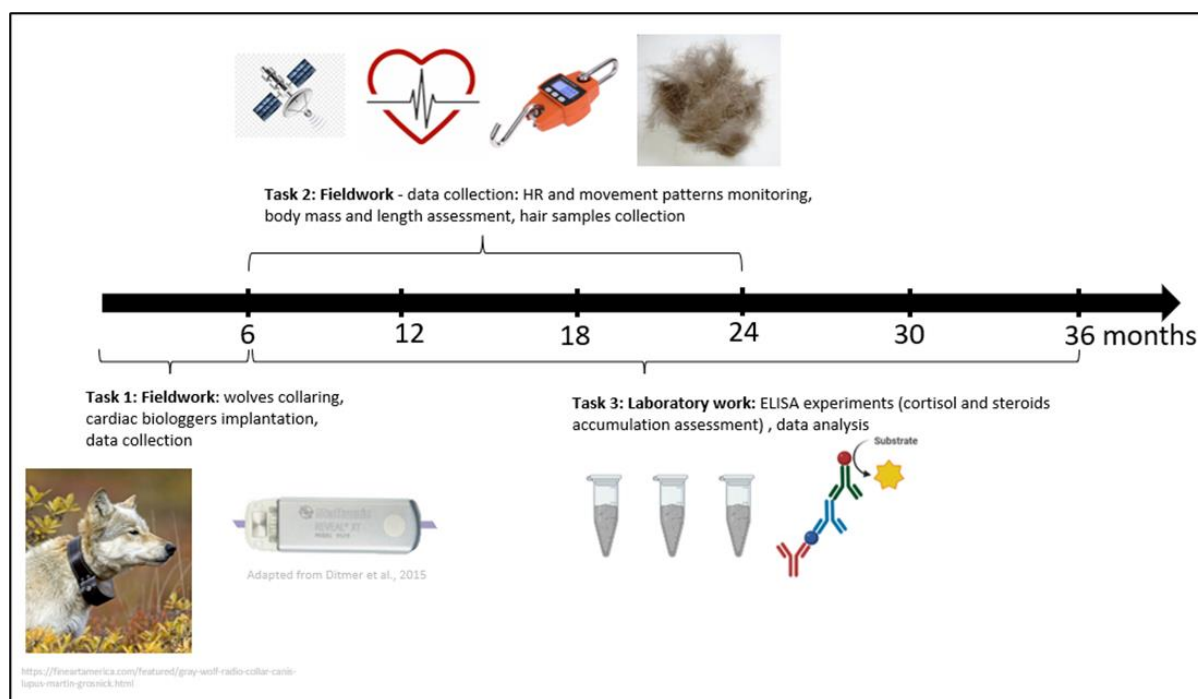 Task 2: Fieldwork - data collection: HR and movement patterns monitoring,
body mass and length assessment, hair samples collection
6 12 18 24 30 36 months
Task 1: Fieldwork: wolves collaring,
cardiac biologgers implantation,
data collection
Task 3: Laboratory work: ELISA experiments (cortisol and steroids
accumulation assessment) , data analysis
Substrate
REVEAL® XT
Adapted from Ditmer et al., 2015
https://fineartamerica.com/featured/gray-wolf-radio-collar-canis-
lupus-martin-grosnick.html